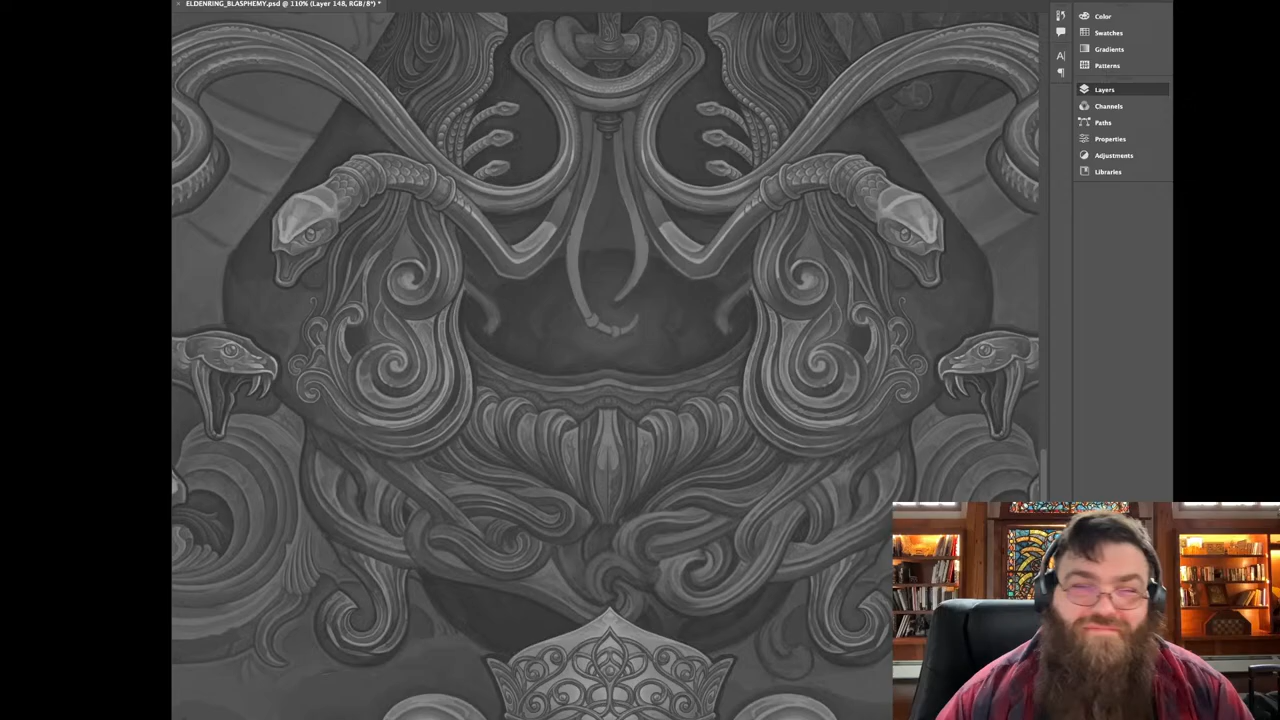 × ELDENRING_BLASPHEMY.psd @ 110% (Layer 148, RGB/8*) *
Color
Swatches
Gradients
Patterns
A|
¶
Layers
Channels
Paths
Properties
Adjustments
Libraries